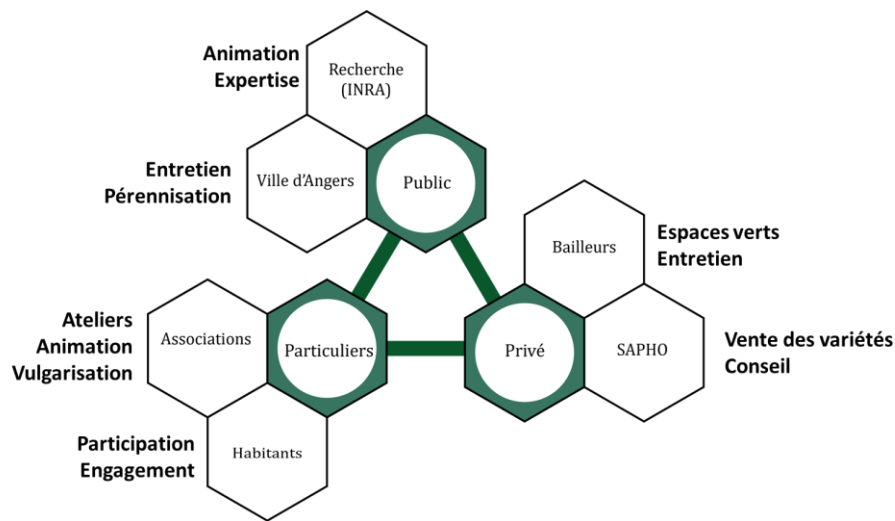 Animation
Expertise
Recherche
(INRA)
Entretien
Pérennisation
Ville d'Angers
Public
Bailleurs
Espaces verts
Entretien
Ateliers
Animation
Vulgarisation
Associations
Particuliers
Privé
SAPHO
Vente des variétés
Conseil
Participation
Engagement
Habitants